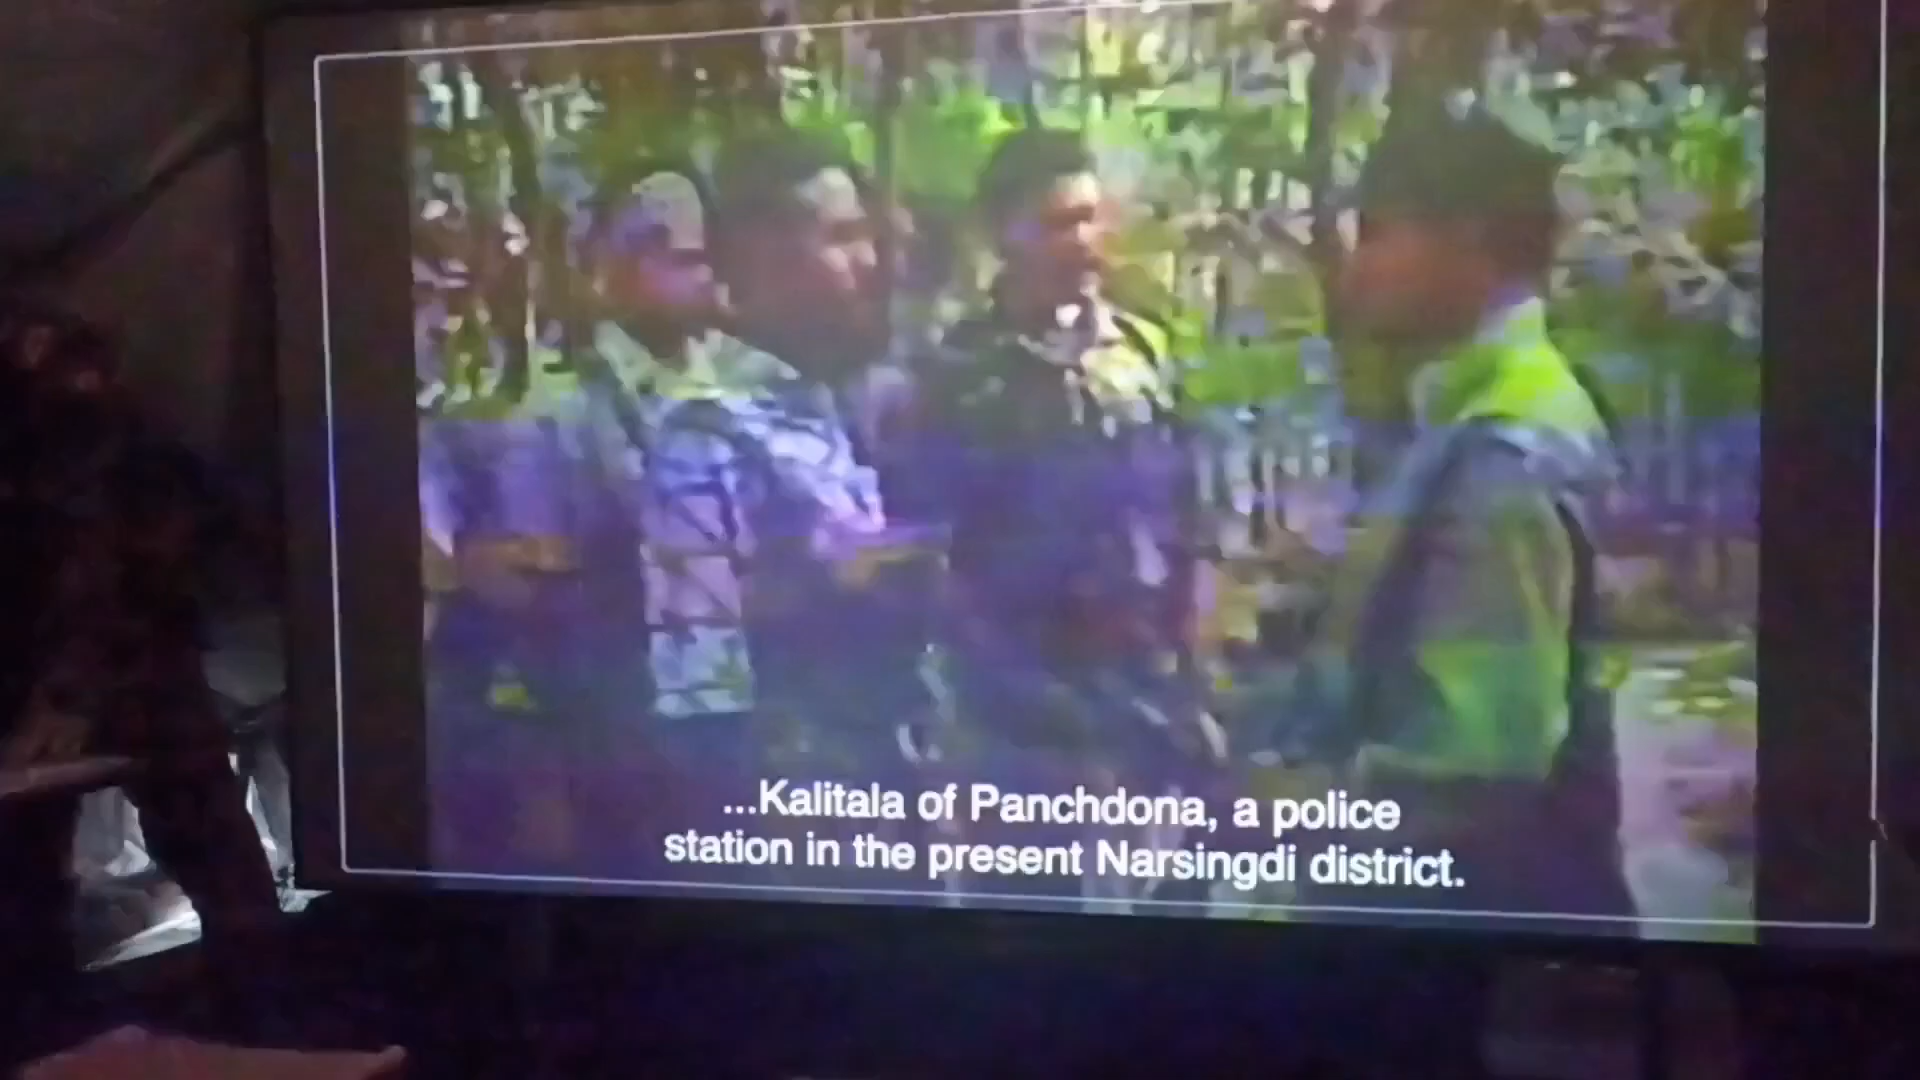 ...Kalitala of Panchdona, a police
station in the present Narsingdi district.